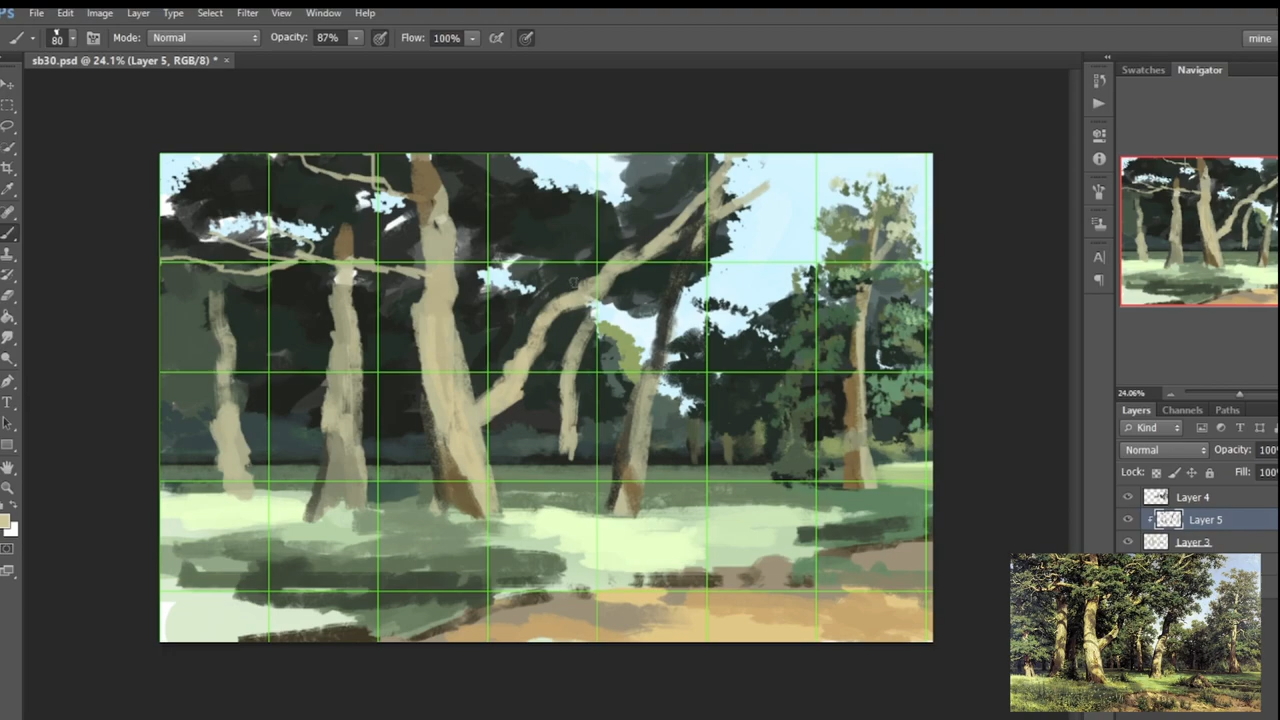 PS File Edit Image Layer Type Select Filter View Window Help
80 Mode: Normal Opacity: 87% Flow: 100% mine
sb30.psd @ 24.1% (Layer 5, RGB/8) * ×
Swatches Navigator
24.06%
Layers Channels Paths
Kind
Normal Opacity: 100
Lock: Fill: 100
Layer 4
Layer 5
Layer 3